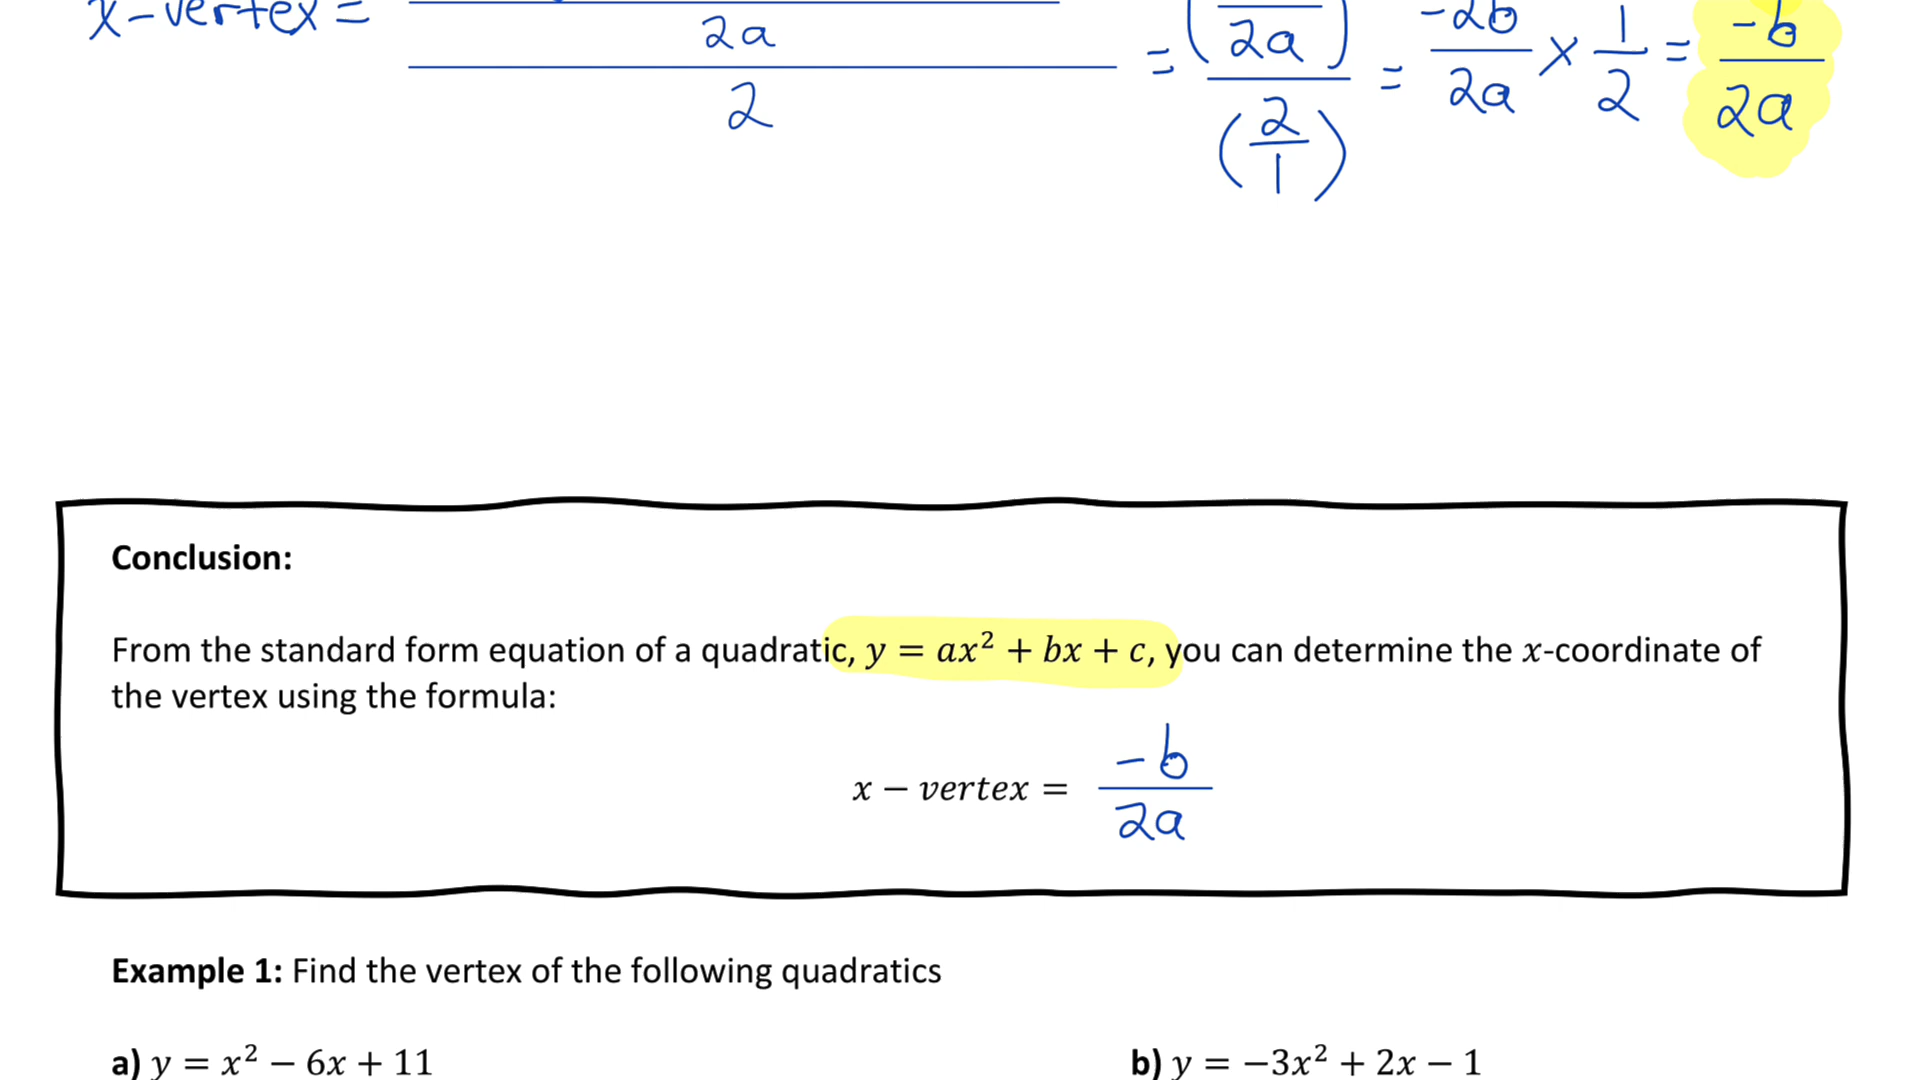 x-vertex = 2a / 2 = (2a) / (2/1) = -2b/2a × 1/2 = -b/2a
Conclusion:
From the standard form equation of a quadratic, y = ax² + bx + c, you can determine the x-coordinate of
the vertex using the formula:
x − vertex = -b/2a
Example 1: Find the vertex of the following quadratics
a) y = x² − 6x + 11
b) y = −3x² + 2x − 1